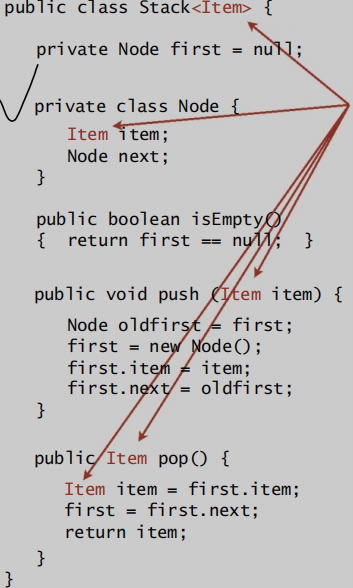 public class Stack<Item> {
private Node first = null;
private class Node {
Item item;
Node next;
}
public boolean isEmpty()
{ return first == null; }
public void push (Item item) {
Node oldfirst = first;
first = new Node();
first.item = item;
first.next = oldfirst;
}
public Item pop() {
Item item = first.item;
first = first.next;
return item;
}
}